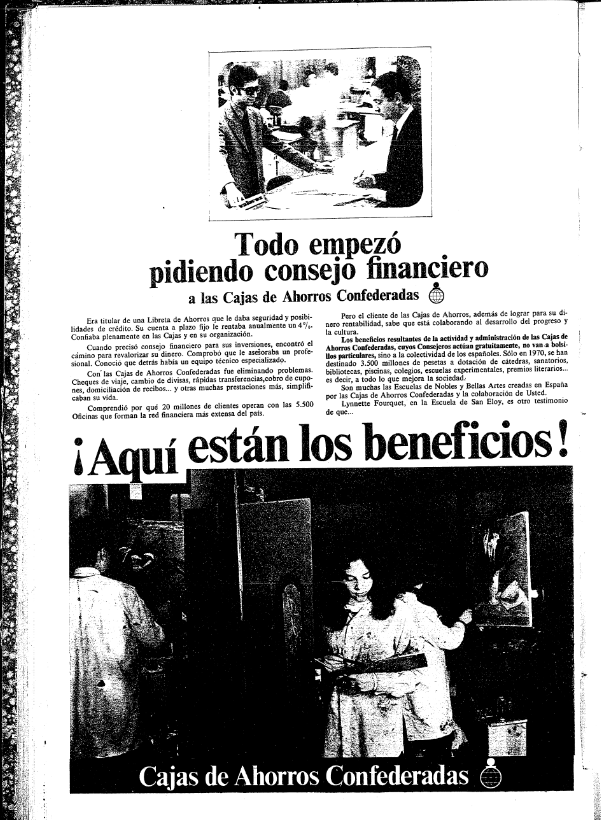 Todo empezó
pidiendo consejo financiero
a las Cajas de Ahorros Confederadas
Era titular de una Libreta de Ahorros que le daba seguridad y posibi-
lidades de crédito. Su cuenta a plazo fijo le rentaba anualmente un 4%.
Confiaba plenamente en las Cajas y en su organización.
Cuando precisó consejo financiero para sus inversiones, encontró el
camino para revalorizar su dinero. Comprobó que le asesoraba un profe-
sional. Conoció que detrás había un equipo técnico especializado.
Con las Cajas de Ahorros Confederadas fue eliminando problemas.
Cheques de viaje, cambio de divisas, rápidas transferencias,cobro de cupo-
nes, domiciliación de recibos... y otras muchas prestaciones más, simplifi-
caban su vida.
Comprendió por qué 20 millones de clientes operan con las 5.500
Oficinas que forman la red financiera más extensa del país.
Pero el cliente de las Cajas de Ahorros, además de lograr para su di-
nero rentabilidad, sabe que está colaborando al desarrollo del progreso y
la cultura.
Los beneficios resultantes de la actividad y administración de las Cajas de
Ahorros Confederadas, cuyos Consejeros actúan gratuitamente, no van a bolsi-
llos particulares, sino a la colectividad de los españoles. Sólo en 1970, se han
destinado 3.500 millones de pesetas a dotación de cátedras, sanatorios,
bibliotecas, piscinas, colegios, escuelas experimentales, premios literarios...
es decir, a todo lo que mejora la sociedad.
Son muchas las Escuelas de Nobles y Bellas Artes creadas en España
por las Cajas de Ahorros Confederadas y la colaboración de Usted.
Lynnette Fourquet, en la Escuela de San Eloy, es otro testimonio
de que...
¡Aquí están los beneficios!
Cajas de Ahorros Confederadas